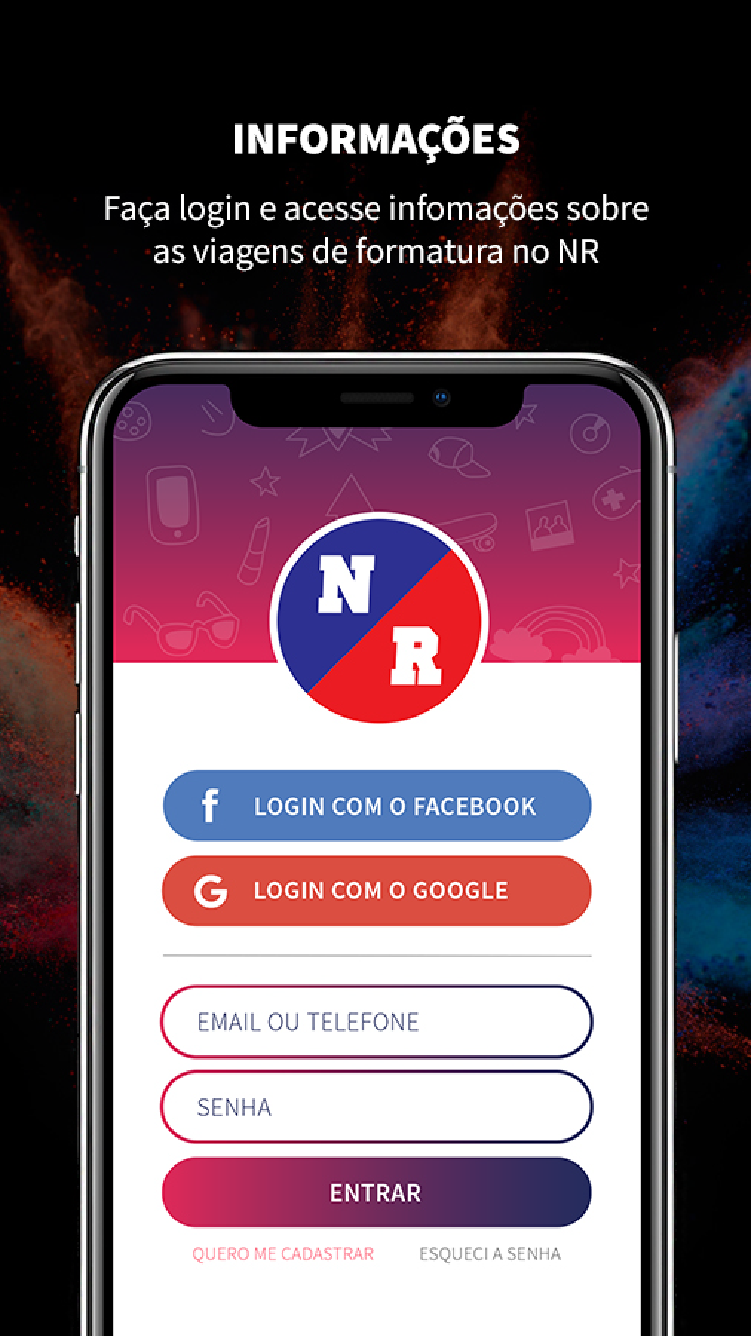 INFORMAÇÕES
Faça login e acesse infomações sobre
as viagens de formatura no NR
N
R
f LOGIN COM O FACEBOOK
G LOGIN COM O GOOGLE
EMAIL OU TELEFONE
SENHA
ENTRAR
QUERO ME CADASTRAR ESQUECI A SENHA